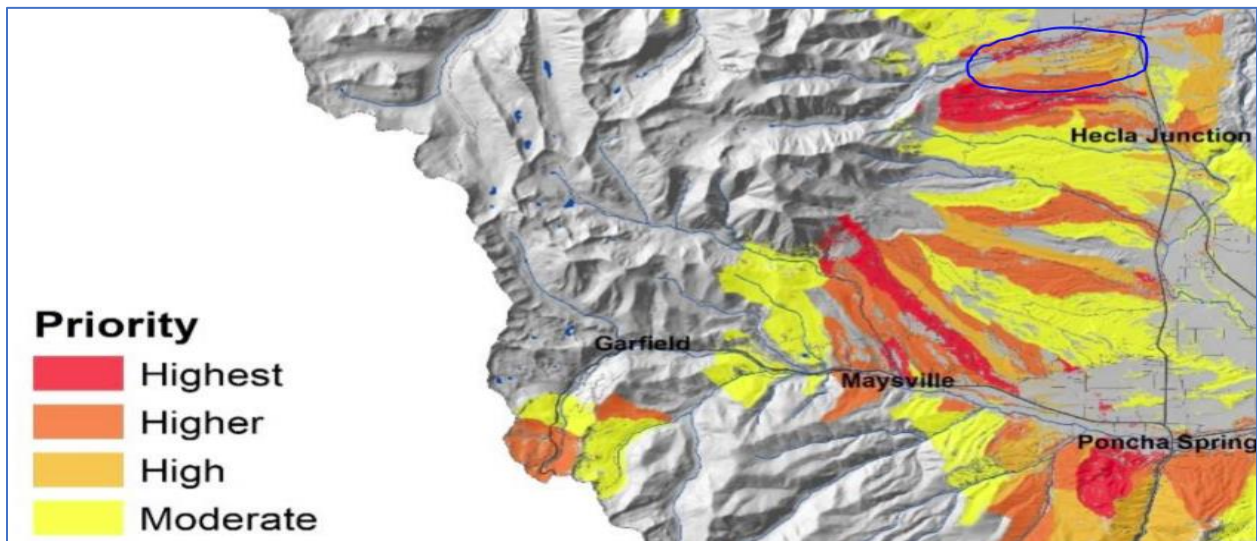 Hecla Junction
Garfield
Maysville
Poncha Spring
Priority
Highest
Higher
High
Moderate